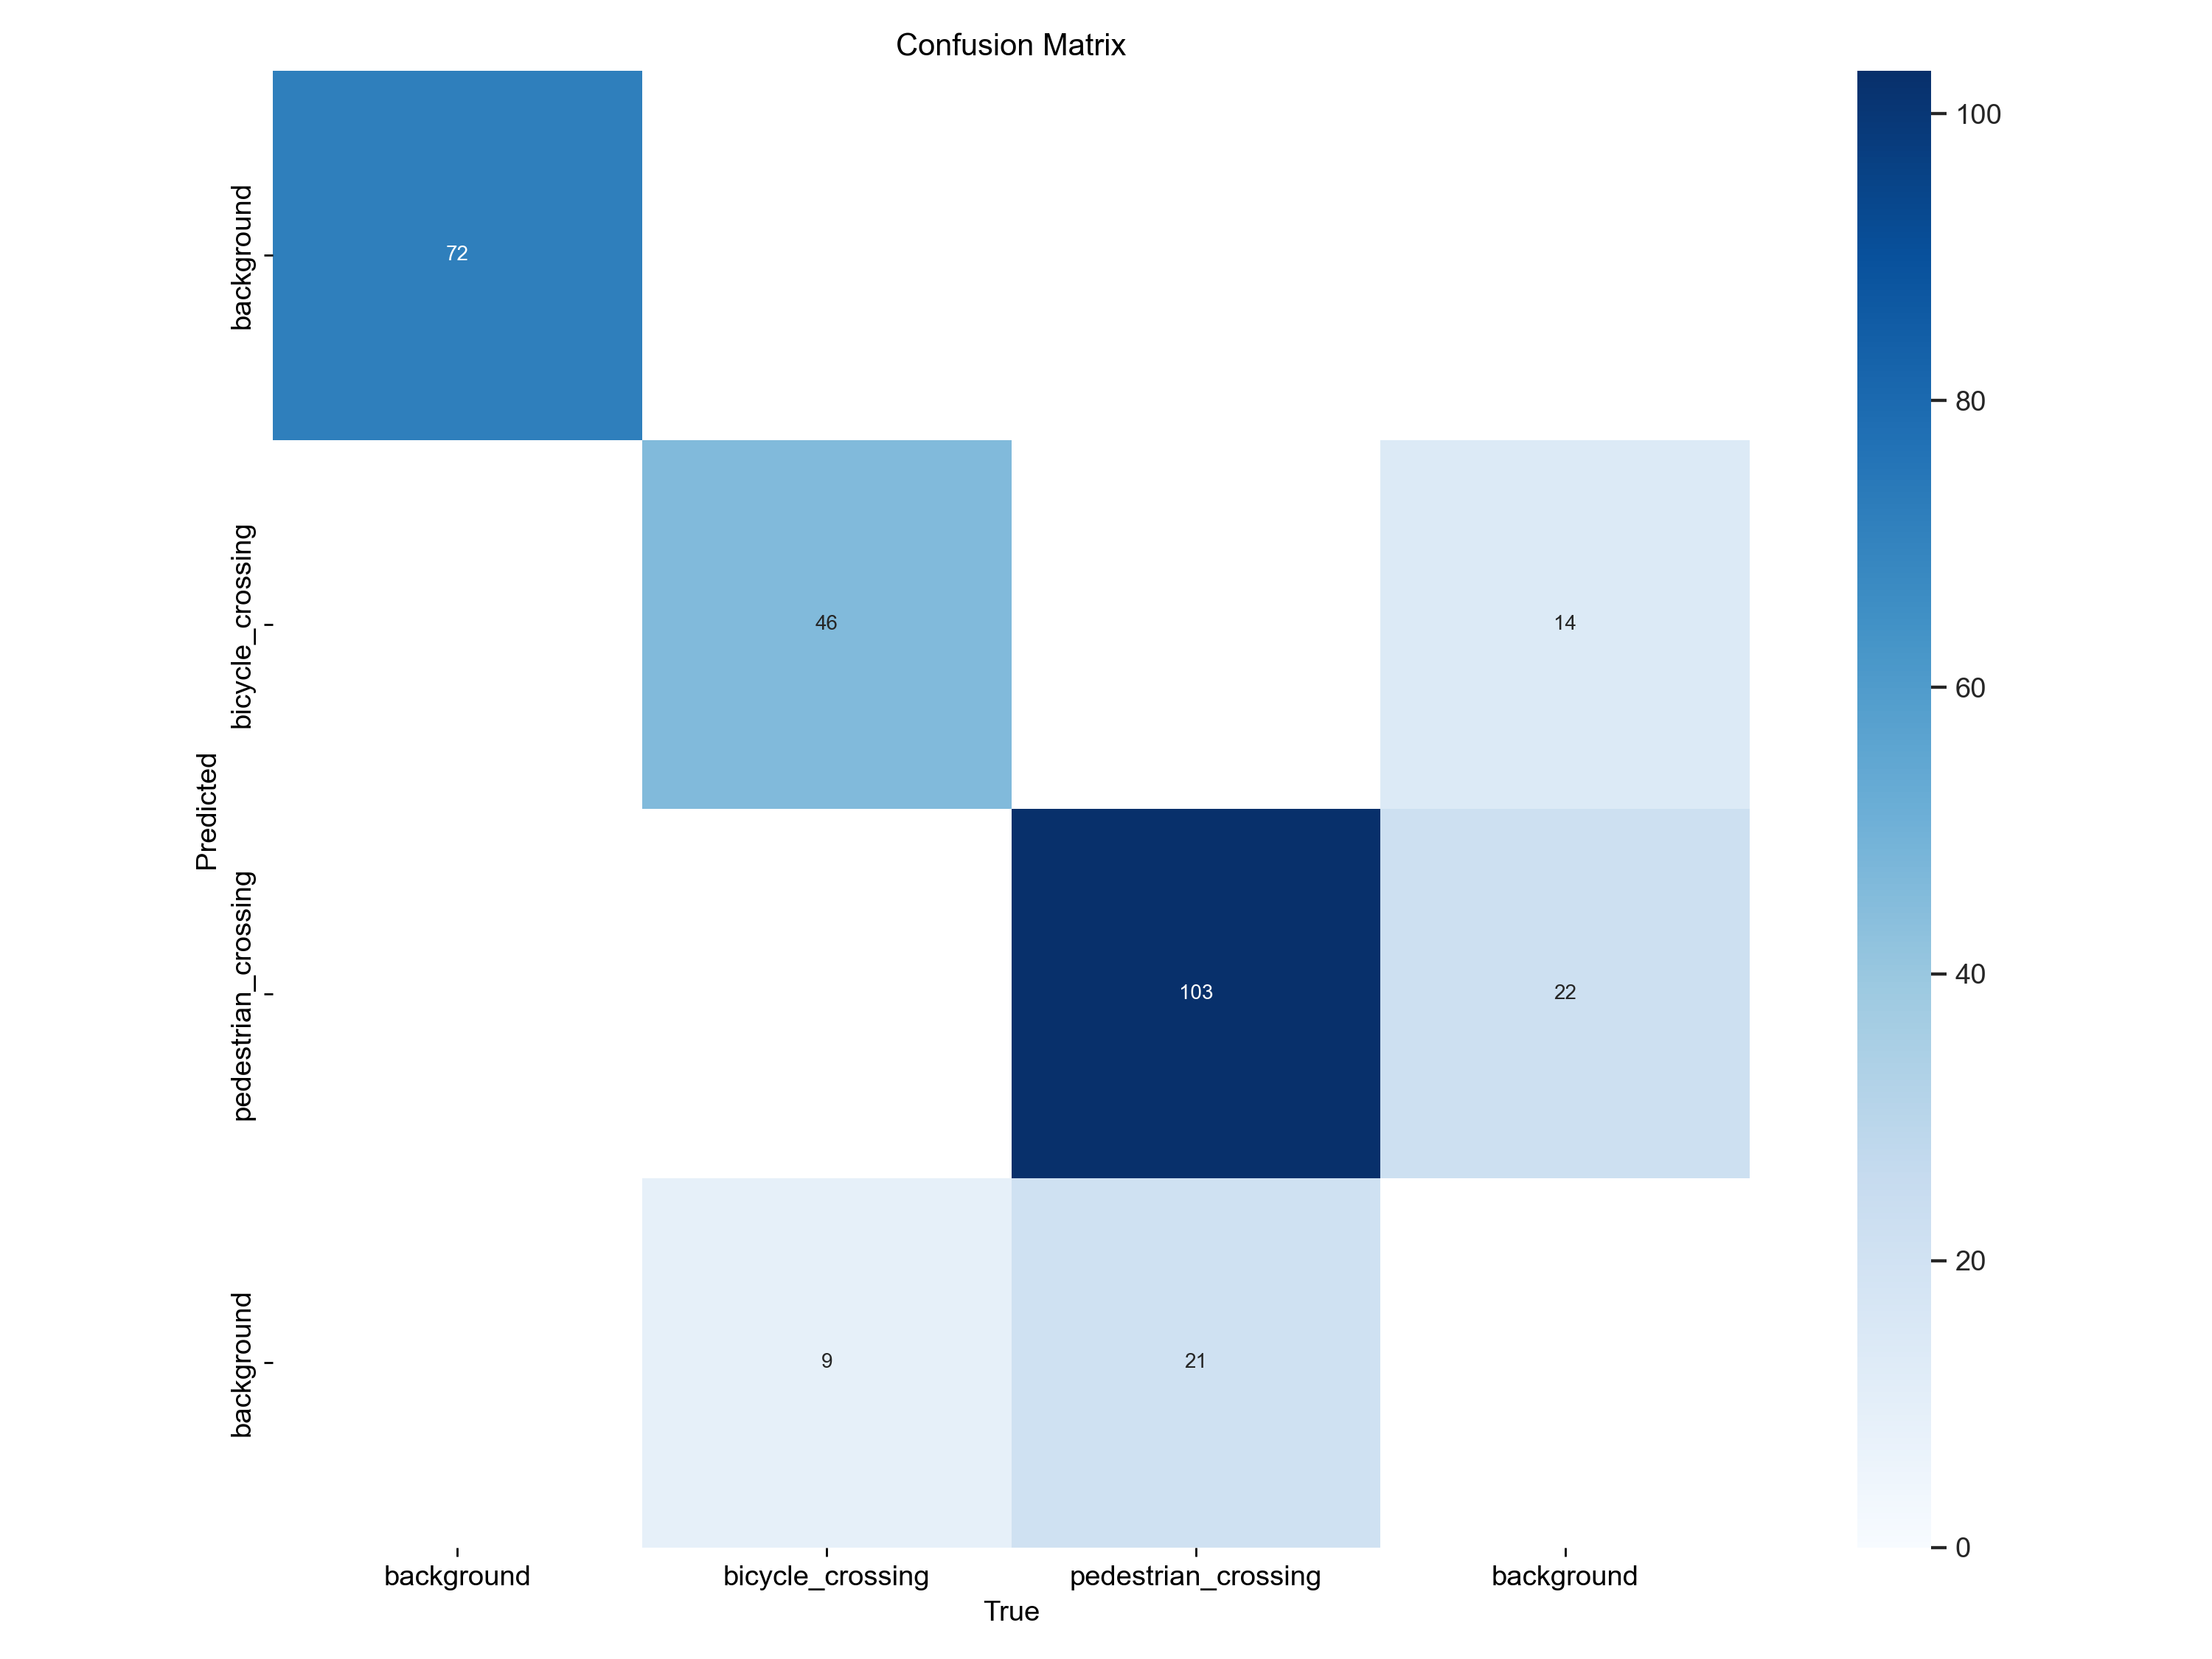 Confusion Matrix
Predicted
background
bicycle_crossing
pedestrian_crossing
background
72
46
14
103
22
9
21
background
bicycle_crossing
pedestrian_crossing
background
True
100
80
60
40
20
0